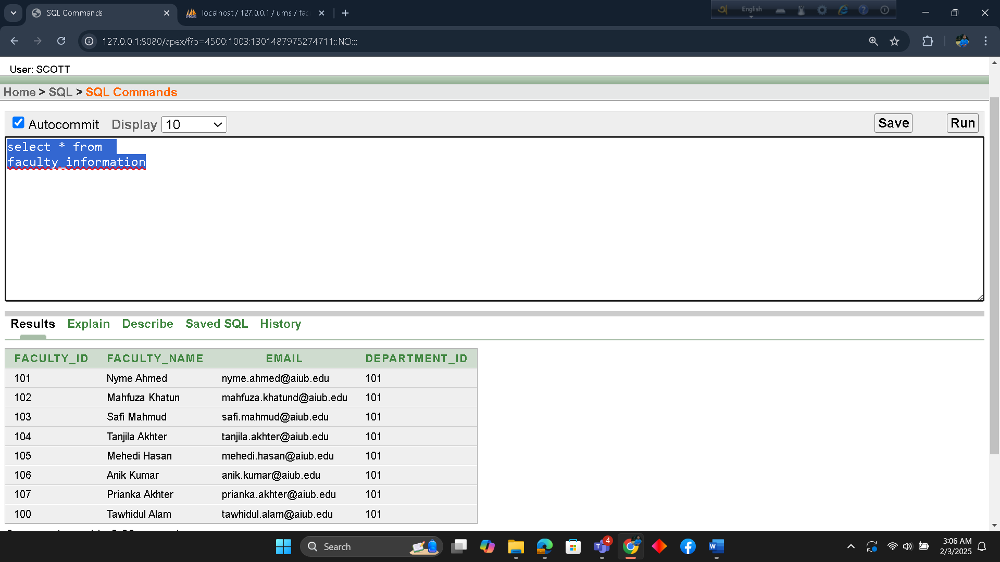 SQL Commands
localhost / 127.0.0.1 / ums / fac
English
127.0.0.1:8080/apex/f?p=4500:1003:1301487975274711::NO:::
User: SCOTT
Home > SQL > SQL Commands
Autocommit Display 10 Save Run
select * from
faculty_information
Results Explain Describe Saved SQL History
FACULTY_ID FACULTY_NAME EMAIL DEPARTMENT_ID
101 Nyme Ahmed nyme.ahmed@aiub.edu 101
102 Mahfuza Khatun mahfuza.khatund@aiub.edu 101
103 Safi Mahmud safi.mahmud@aiub.edu 101
104 Tanjila Akhter tanjila.akhter@aiub.edu 101
105 Mehedi Hasan mehedi.hasan@aiub.edu 101
106 Anik Kumar anik.kumar@aiub.edu 101
107 Prianka Akhter prianka.akhter@aiub.edu 101
100 Tawhidul Alam tawhidul.alam@aiub.edu 101
Search
4
3:06 AM
2/3/2025